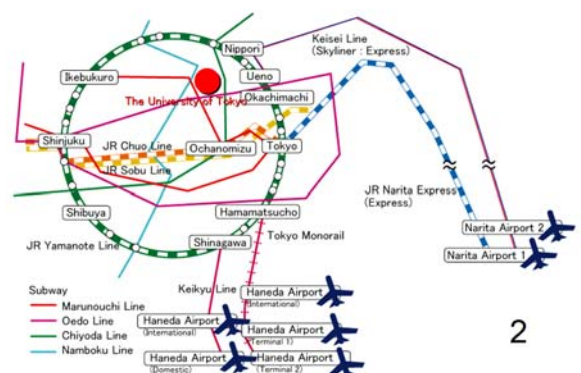 Nippori
Keisei Line
(Skyliner : Express)
Ikebukuro
Ueno
Okachimachi
The University of Tokyo
Shinjuku
JR Chuo Line
Ochanomizu
Tokyo
JR Sobu Line
JR Narita Express
(Express)
Shibuya
Hamamatsucho
Narita Airport 2
Tokyo Monorail
Shinagawa
JR Yamanote Line
Narita Airport 1
Keikyu Line
Haneda Airport
(International)
Subway
Marunouchi Line
Haneda Airport
(International)
Haneda Airport
(Terminal 1)
Oedo Line
Chiyoda Line
Namboku Line
Haneda Airport
(Domestic)
Haneda Airport
(Terminal 2)
2